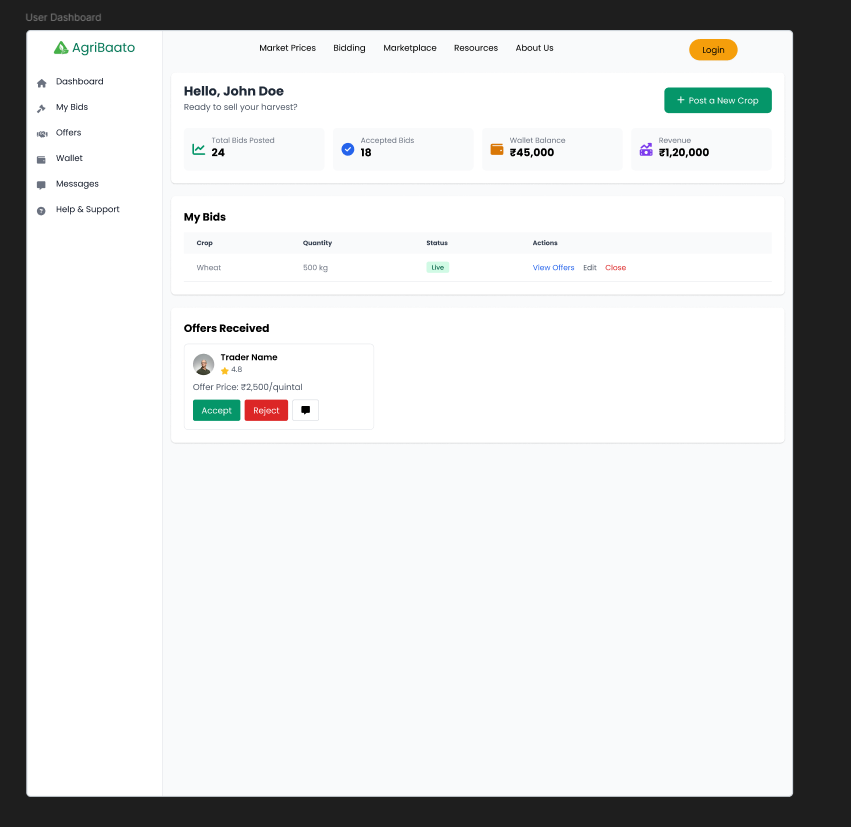 User Dashboard
AgriBaato
Market Prices Bidding Marketplace Resources About Us
Login
Dashboard
My Bids
Offers
Wallet
Messages
Help & Support
Hello, John Doe
Ready to sell your harvest?
+ Post a New Crop
Total Bids Posted
24
Accepted Bids
18
Wallet Balance
₹45,000
Revenue
₹1,20,000
My Bids
Crop Quantity Status Actions
Wheat 500 kg Live View Offers Edit Close
Offers Received
Trader Name
4.8
Offer Price: ₹2,500/quintal
Accept Reject